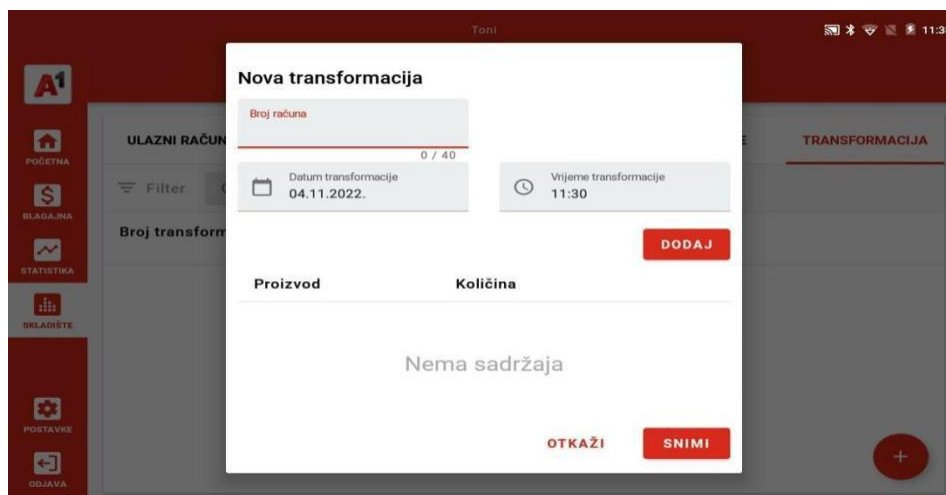 Toni
11:3
A1
Nova transformacija
Broj računa
0 / 40
ULAZNI RAČUN
E
TRANSFORMACIJA
POČETNA
Filter
Datum transformacije
04.11.2022.
Vrijeme transformacije
11:30
BLAGAJNA
Broj transform
DODAJ
STATISTIKA
Proizvod
Količina
SKLADIŠTE
Nema sadržaja
POSTAVKE
OTKAŽI
SNIMI
ODJAVA